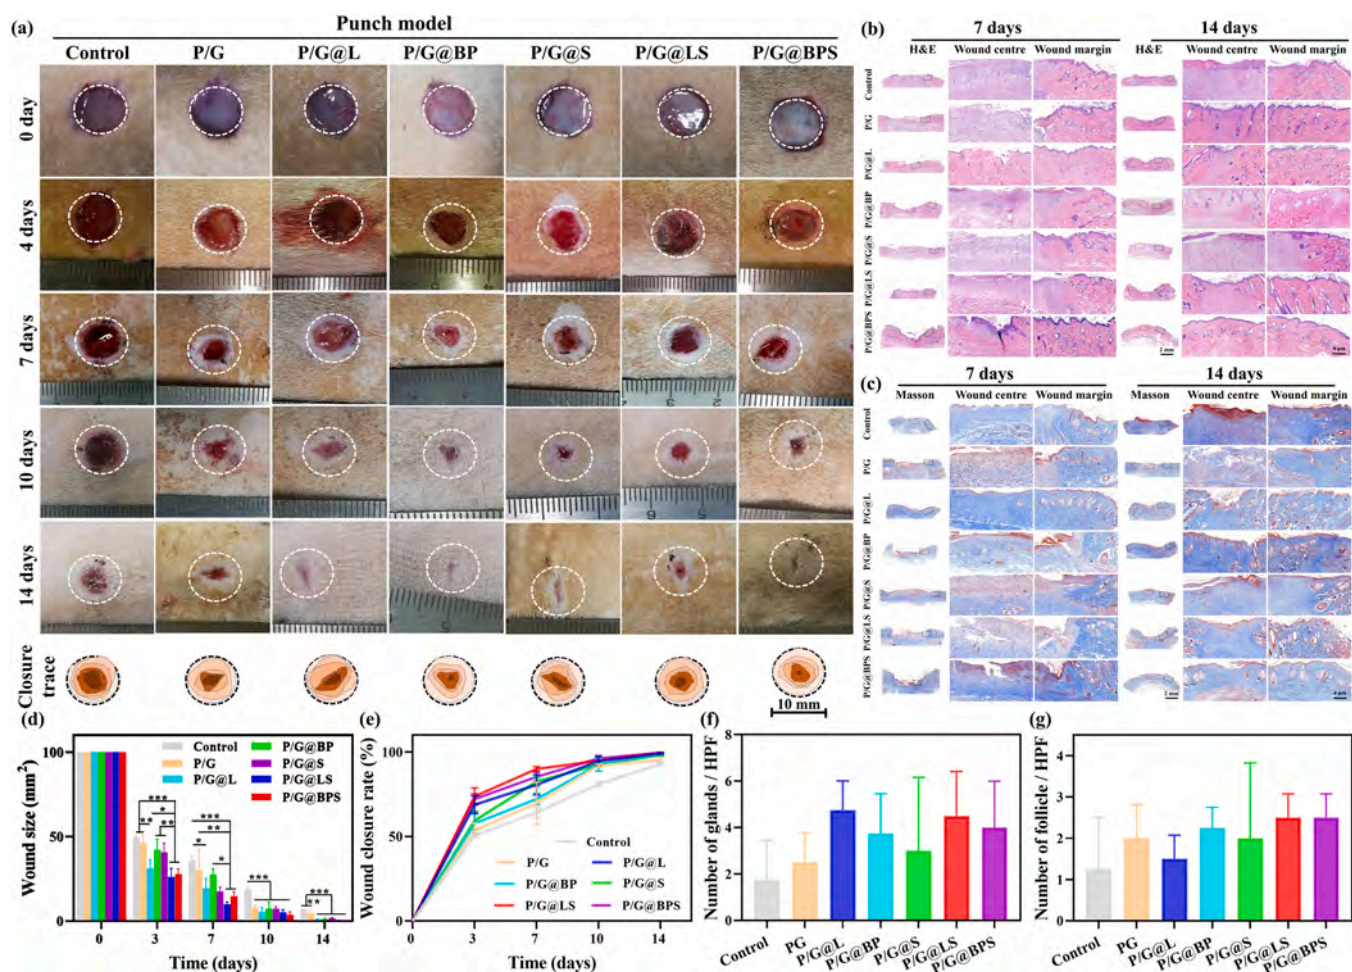 (a)
Punch model
Control P/G P/G@L P/G@BP P/G@S P/G@LS P/G@BPS
0 day
4 days
7 days
10 days
14 days
Closure trace
10 mm
(b)
7 days 14 days
H&E Wound centre Wound margin H&E Wound centre Wound margin
Control
P/G
P/G@L
P/G@BP
P/G@S
P/G@LS
P/G@BPS
2 mm
(c)
7 days 14 days
Masson Wound centre Wound margin Masson Wound centre Wound margin
Control
P/G
P/G@L
P/G@BP
P/G@S
P/G@LS
P/G@BPS
2 mm
(d)
Wound size (mm²)
100
50
0
Control
P/G
P/G@L
P/G@BP
P/G@S
P/G@LS
P/G@BPS
*** * ** **
*** ** * *
***
*** **
0 3 7 10 14
Time (days)
(e)
Wound closure rate (%)
100
50
0
Control
P/G P/G@L
P/G@BP P/G@S
P/G@LS P/G@BPS
0 3 7 10 14
Time (days)
(f)
Number of glands / HPF
8
6
4
2
0
Control PG P/G@L P/G@BP P/G@S P/G@LS P/G@BPS
(g)
Number of follicle / HPF
4
3
2
1
0
Control PG P/G@L P/G@BP P/G@S P/G@LS P/G@BPS